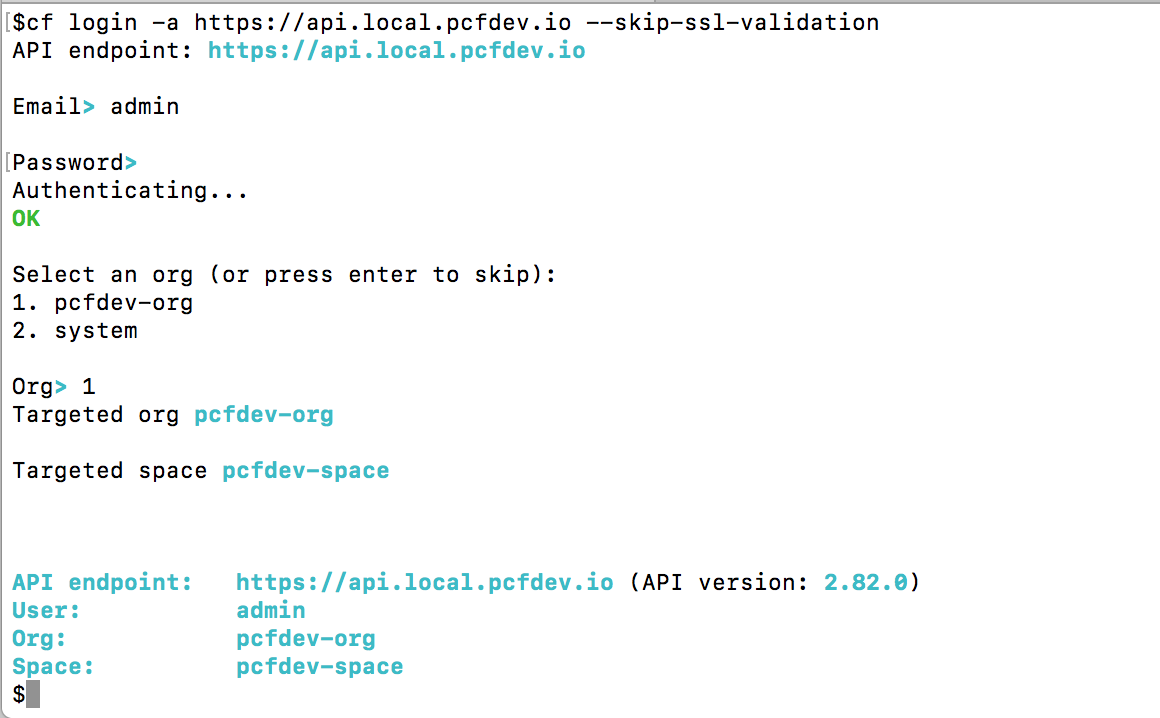 $cf login -a https://api.local.pcfdev.io --skip-ssl-validation
API endpoint: https://api.local.pcfdev.io
Email> admin
Password>
Authenticating...
OK
Select an org (or press enter to skip):
1. pcfdev-org
2. system
Org> 1
Targeted org pcfdev-org
Targeted space pcfdev-space
API endpoint: https://api.local.pcfdev.io (API version: 2.82.0)
User: admin
Org: pcfdev-org
Space: pcfdev-space
$